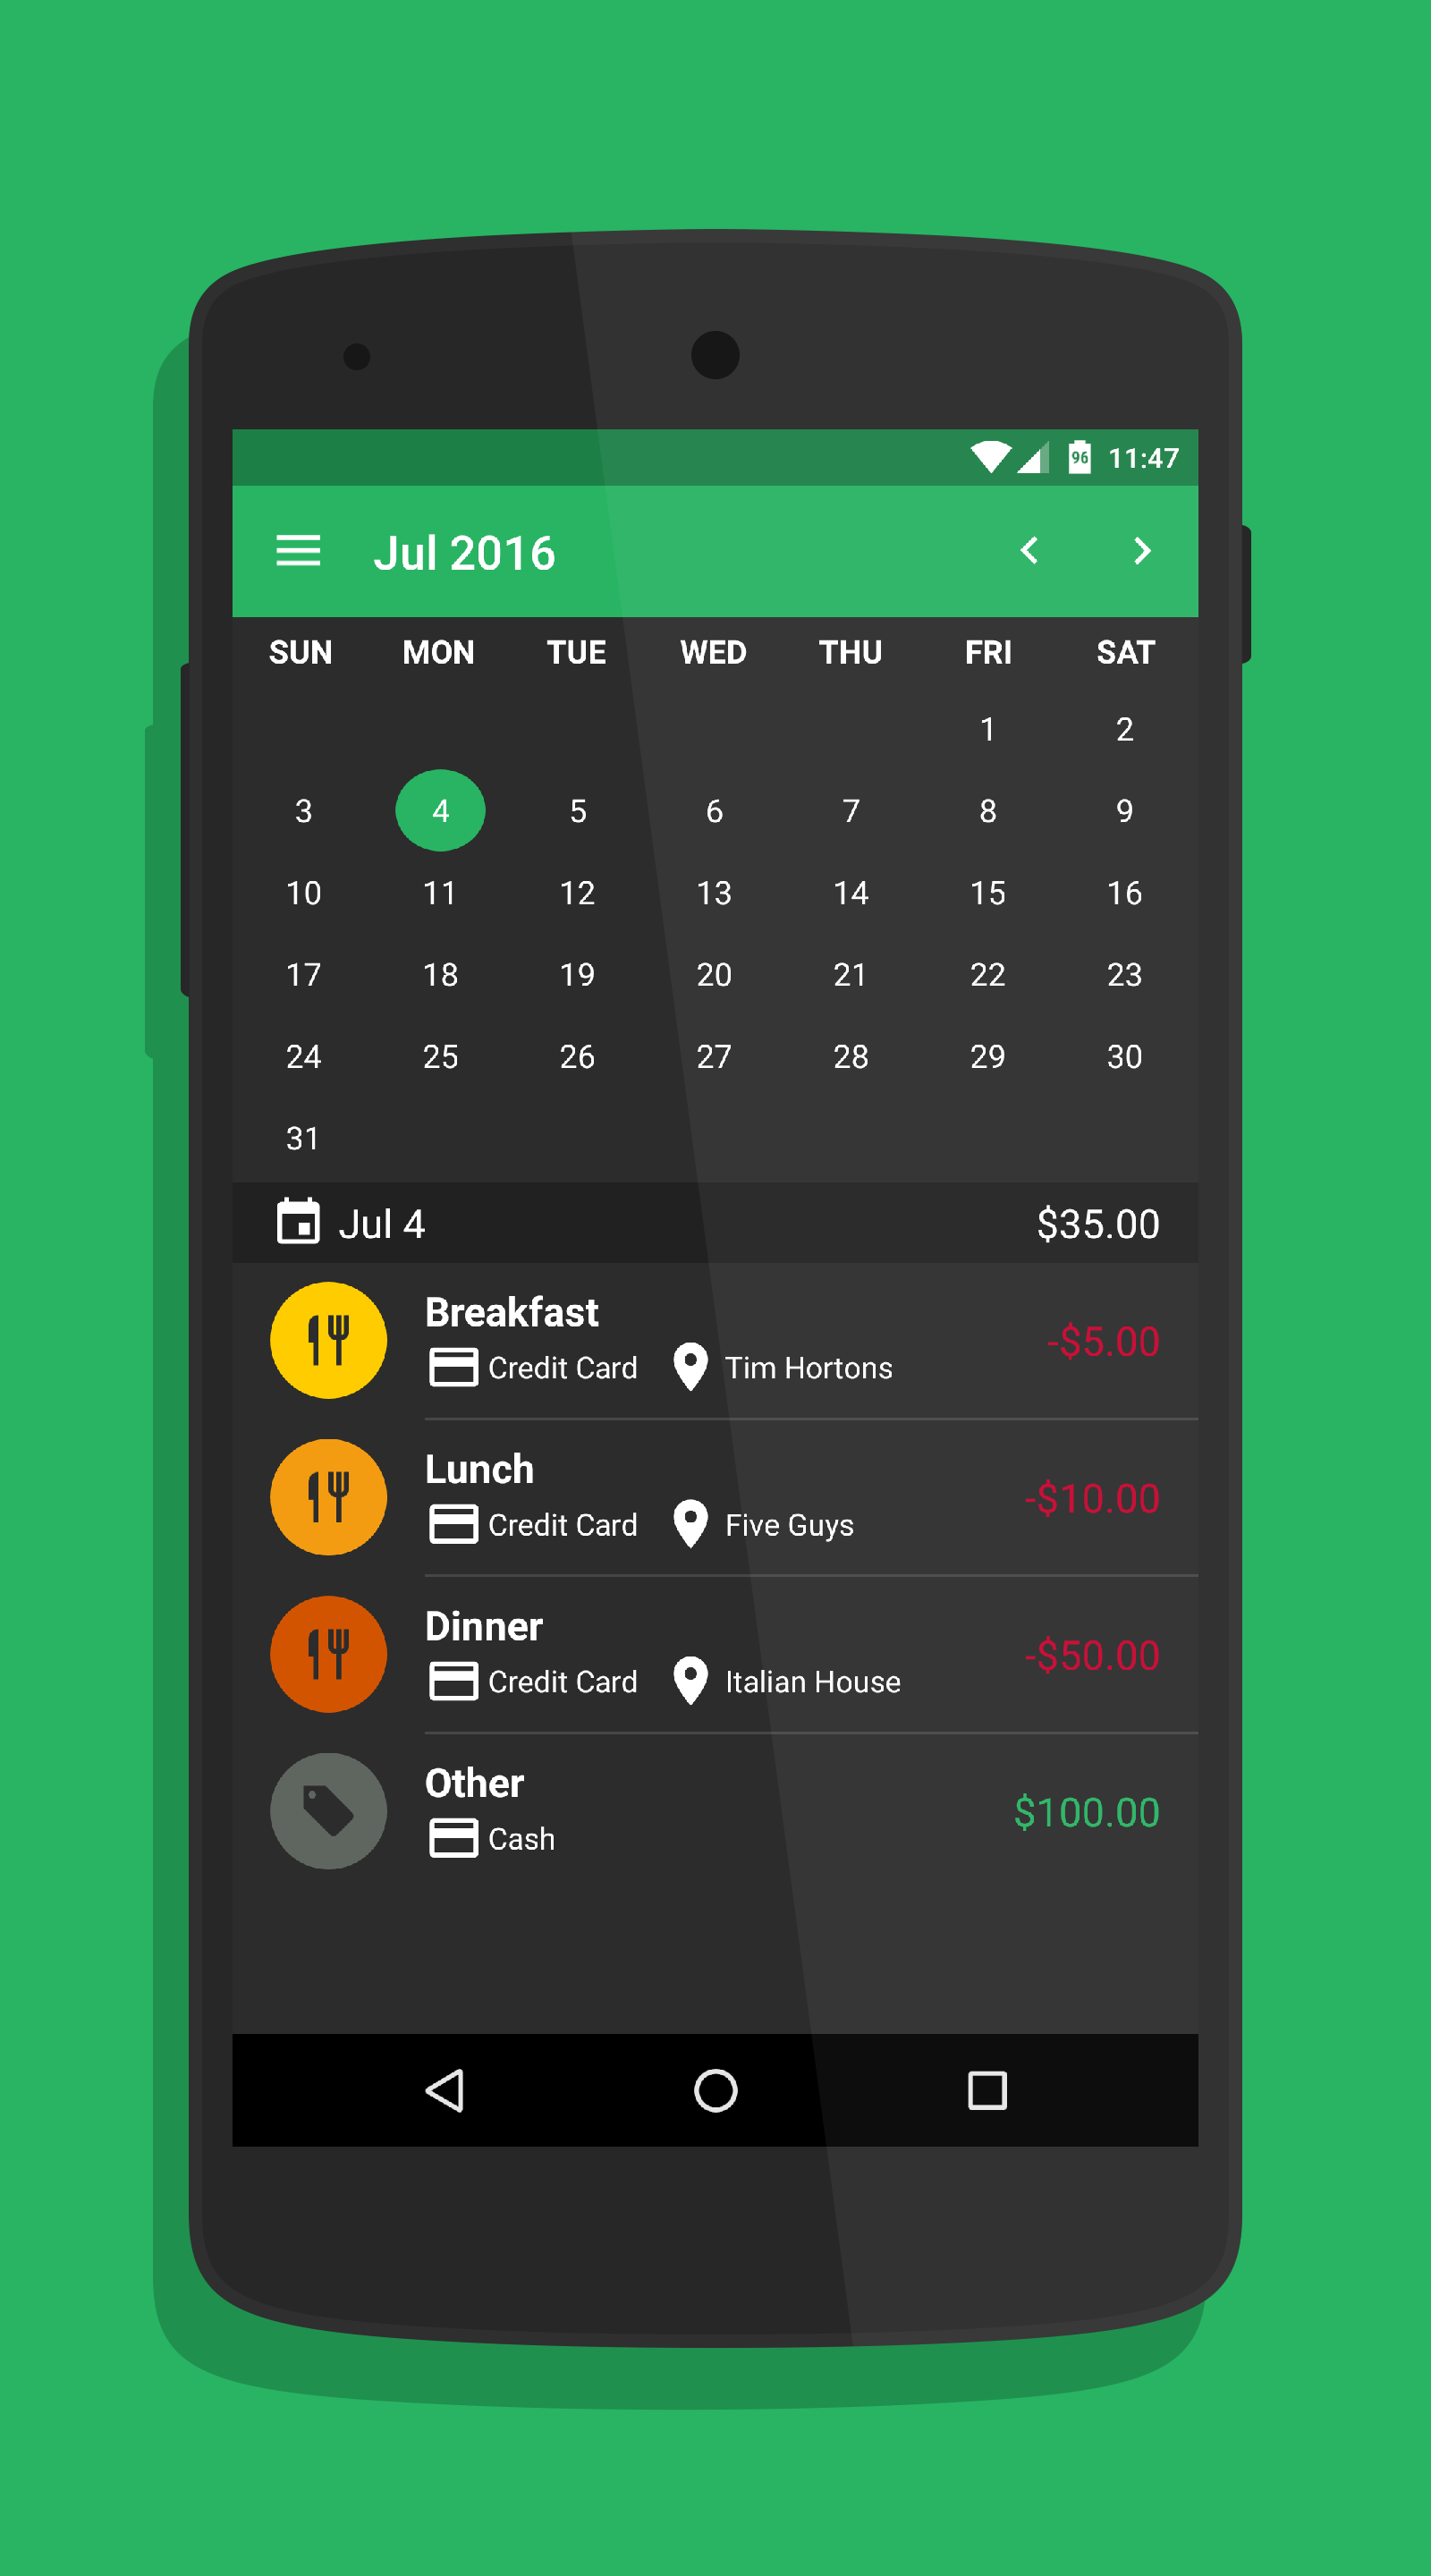 96 11:47
Jul 2016
SUN MON TUE WED THU FRI SAT
1 2
3 4 5 6 7 8 9
10 11 12 13 14 15 16
17 18 19 20 21 22 23
24 25 26 27 28 29 30
31
Jul 4 $35.00
Breakfast
Credit Card Tim Hortons -$5.00
Lunch
Credit Card Five Guys -$10.00
Dinner
Credit Card Italian House -$50.00
Other
Cash $100.00